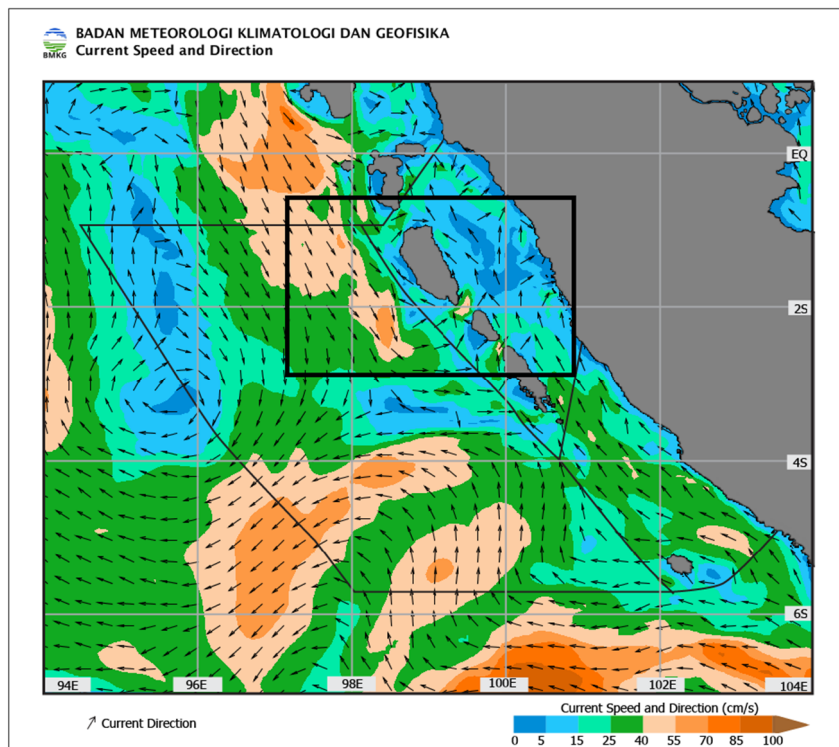 BADAN METEOROLOGI KLIMATOLOGI DAN GEOFISIKA
Current Speed and Direction
BMKG
EQ
2S
4S
6S
94E 96E 98E 100E 102E 104E
Current Direction
Current Speed and Direction (cm/s)
0 5 15 25 40 55 70 85 100